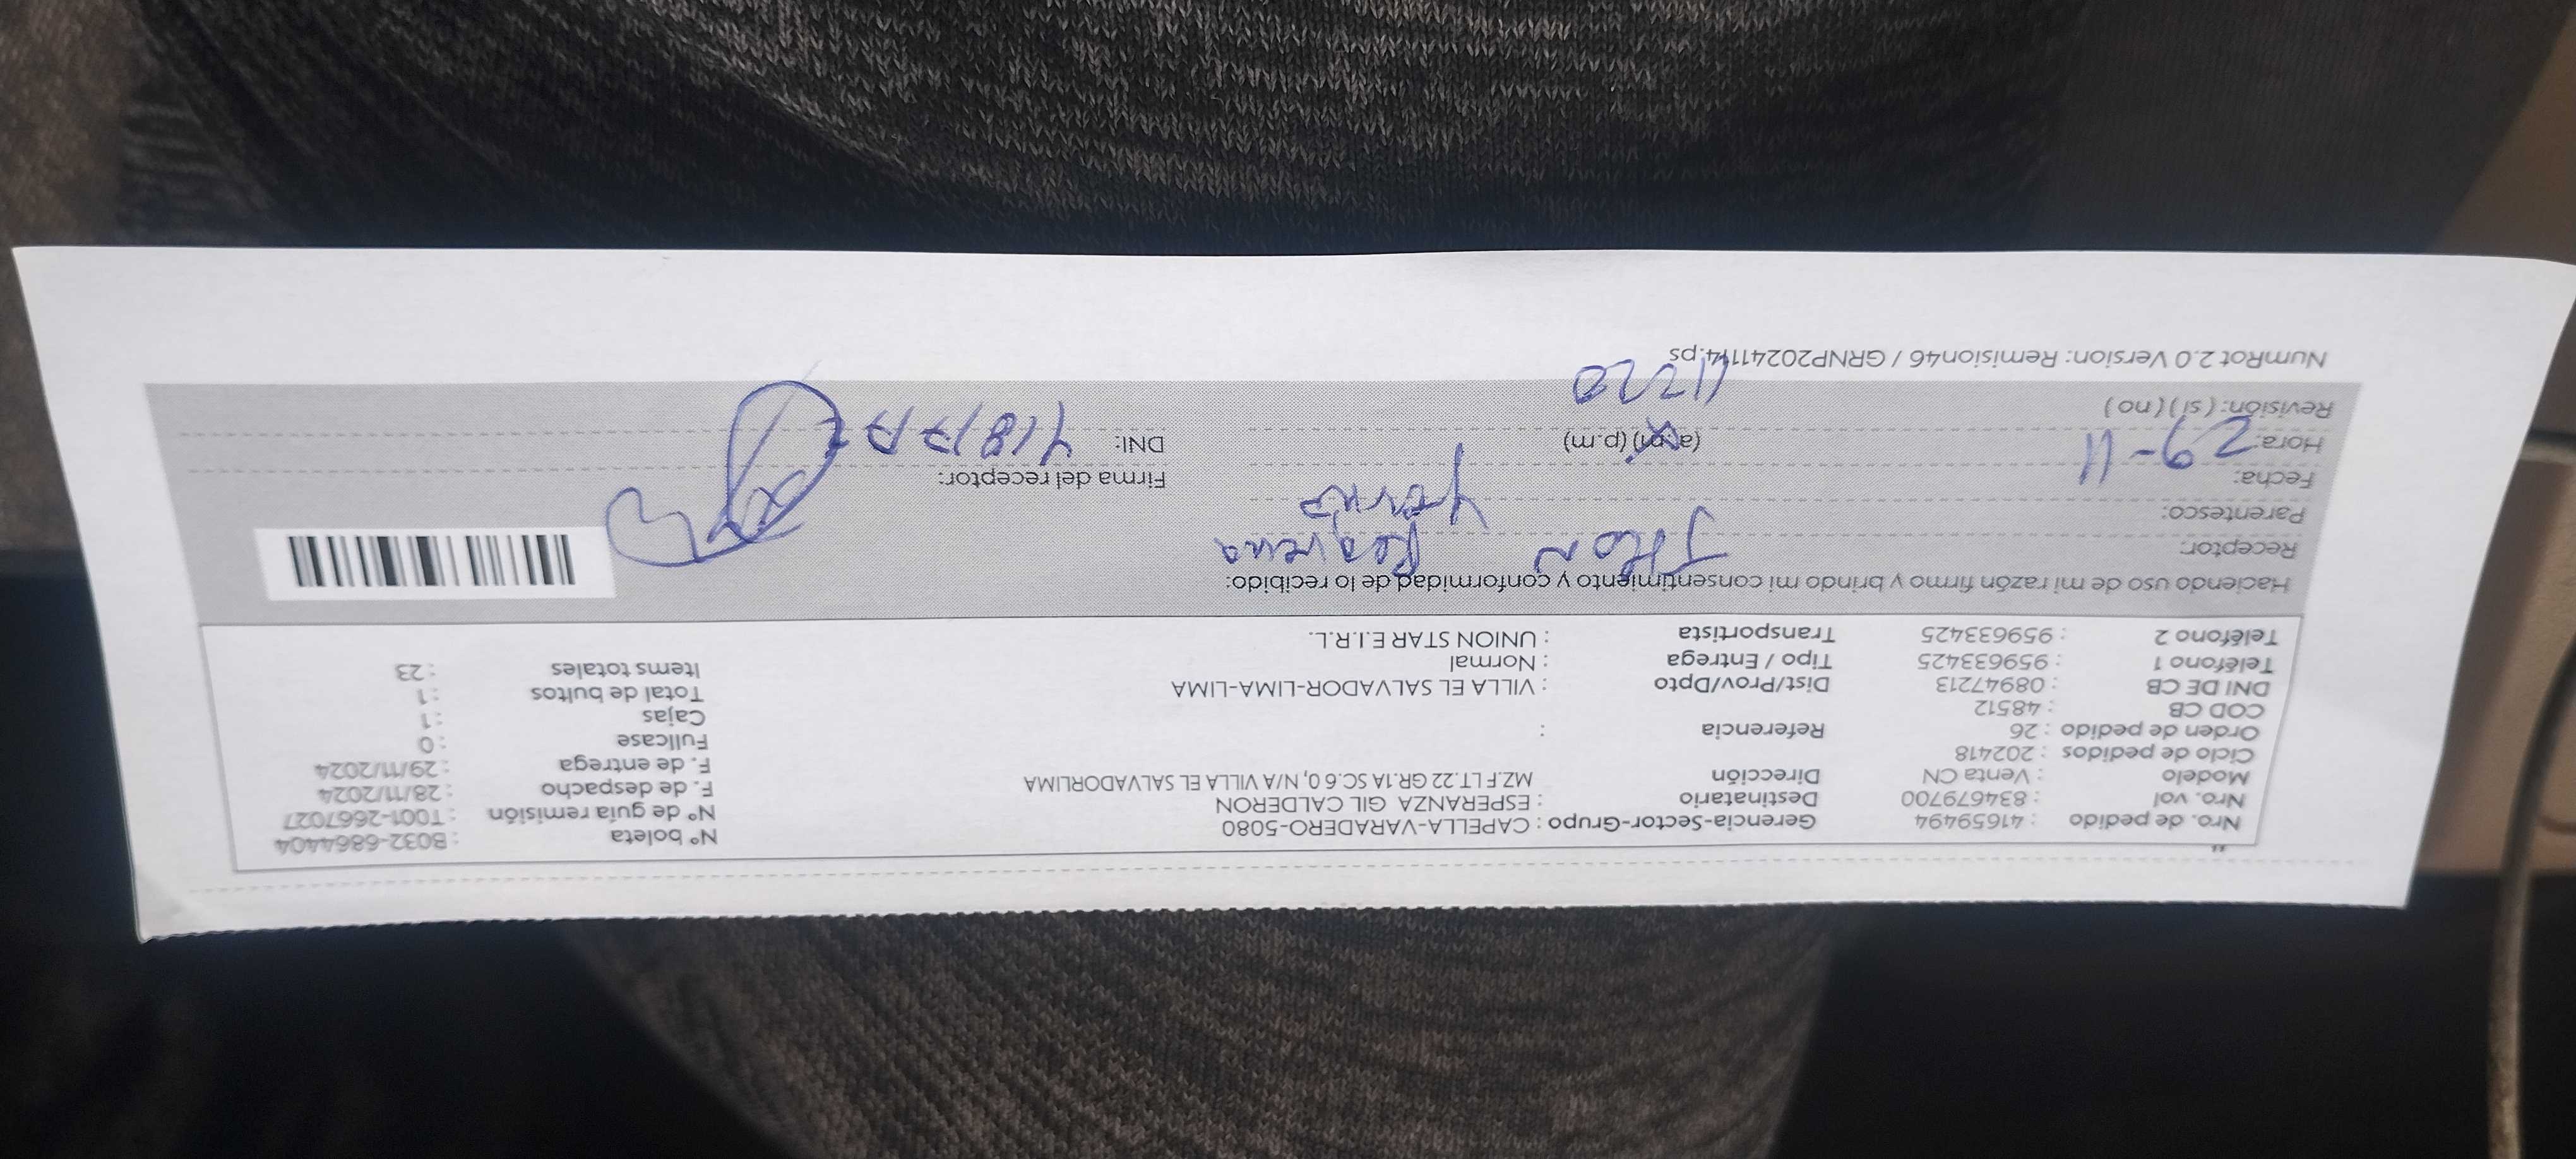 Nro. de pedido : 41659494 Gerencia-Sector-Grupo : CAPELLA-VARADERO-5080 N° boleta : B032-6864404
Nro. vol : 834679700 Destinatario : ESPERANZA GIL CALDERON N° de guía remisión : T001-2667027
Modelo : Venta CN Dirección MZ.F LT.22 GR.1A SC.6 0, N/A VILLA EL SALVADORLIMA F. de despacho : 28/11/2024
Ciclo de pedidos : 202418 F. de entrega : 29/11/2024
Orden de pedido : 26 Referencia : Fullcase : 0
COD CB : 48512 Cajas : 1
DNI DE CB : 08947213 Dist/Prov/Dpto : VILLA EL SALVADOR-LIMA-LIMA Total de bultos : 1
Teléfono 1 : 959633425 Tipo / Entrega : Normal Items totales : 23
Teléfono 2 : 959633425 Transportista : UNION STAR E.I.R.L.
Haciendo uso de mi razón firmo y brindo mi consentimiento y conformidad de lo recibido:
Receptor: JHON
Parentesco: Yerno
Fecha: 29-11 Firma del receptor:
Hora: (a.m) (p.m) DNI:
Revisión: ( si ) ( no )
NumRot 2.0 Version: Remision46 / GRNP20241114.ps